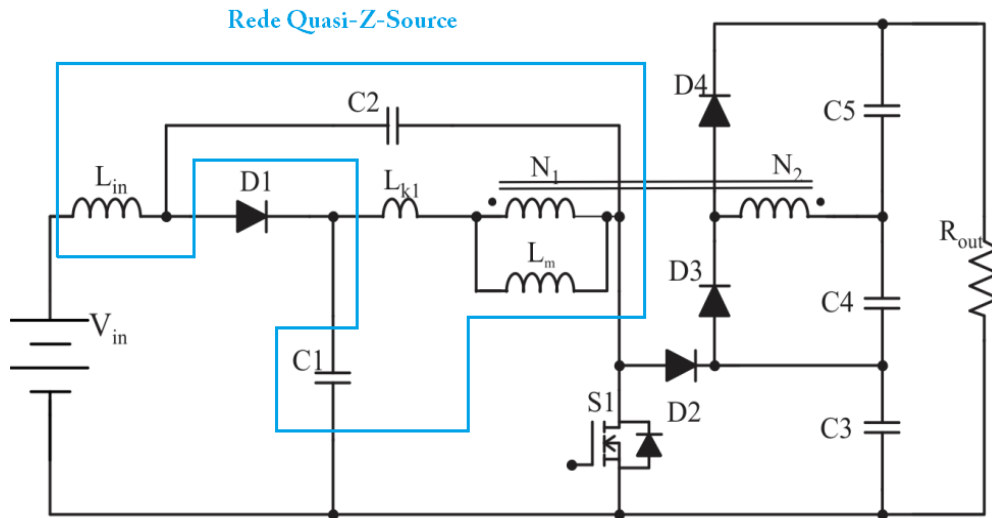 Rede Quasi-Z-Source
D4
C2
C5
Lin
D1
Lk1
N1
N2
Lm
Rout
D3
C4
Vin
C1
S1
D2
C3